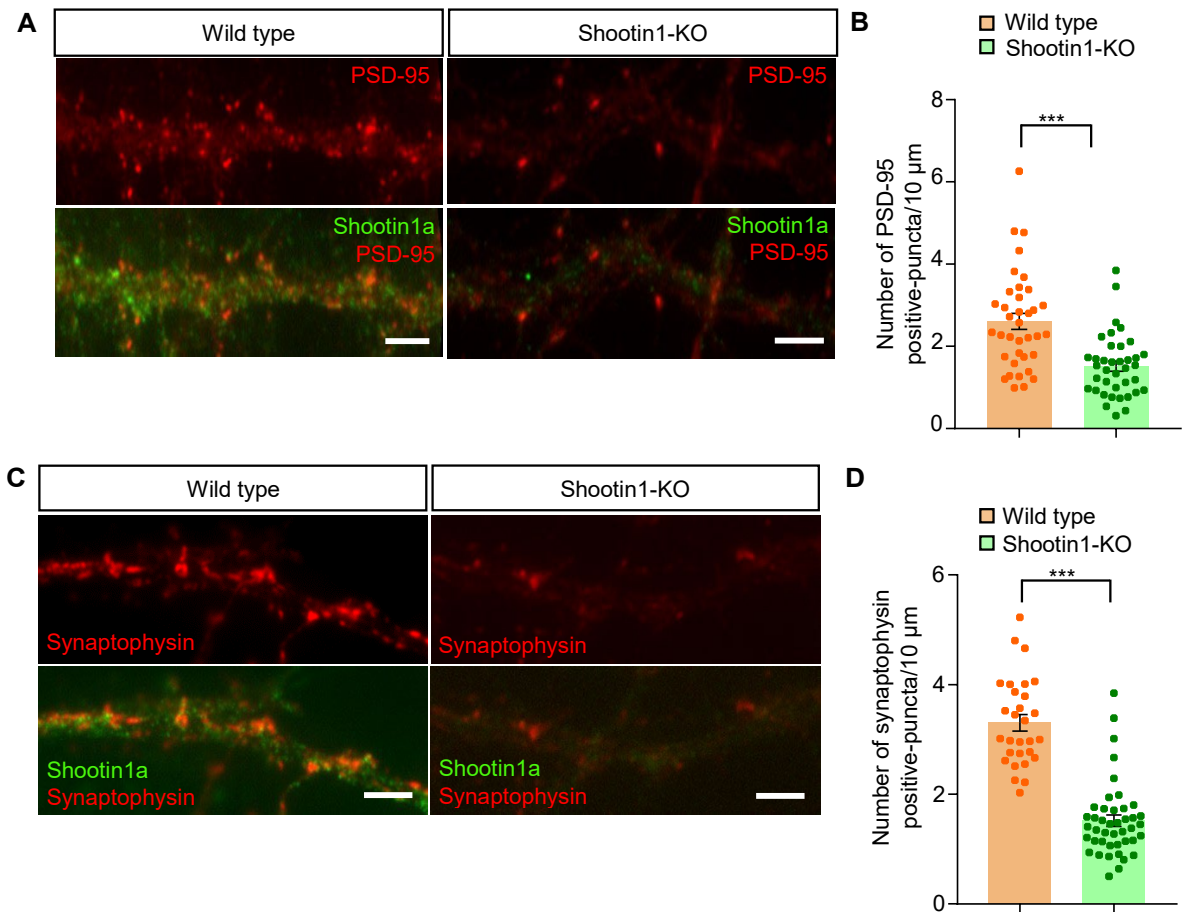 A
Wild type
Shootin1-KO
PSD-95
PSD-95
Shootin1a
PSD-95
Shootin1a
PSD-95
B
Wild type
Shootin1-KO
Number of PSD-95
positive-puncta/10 μm
8
6
4
2
0
***
C
Wild type
Shootin1-KO
Synaptophysin
Synaptophysin
Shootin1a
Synaptophysin
Shootin1a
Synaptophysin
D
Wild type
Shootin1-KO
Number of synaptophysin
positive-puncta/10 μm
6
4
2
0
***